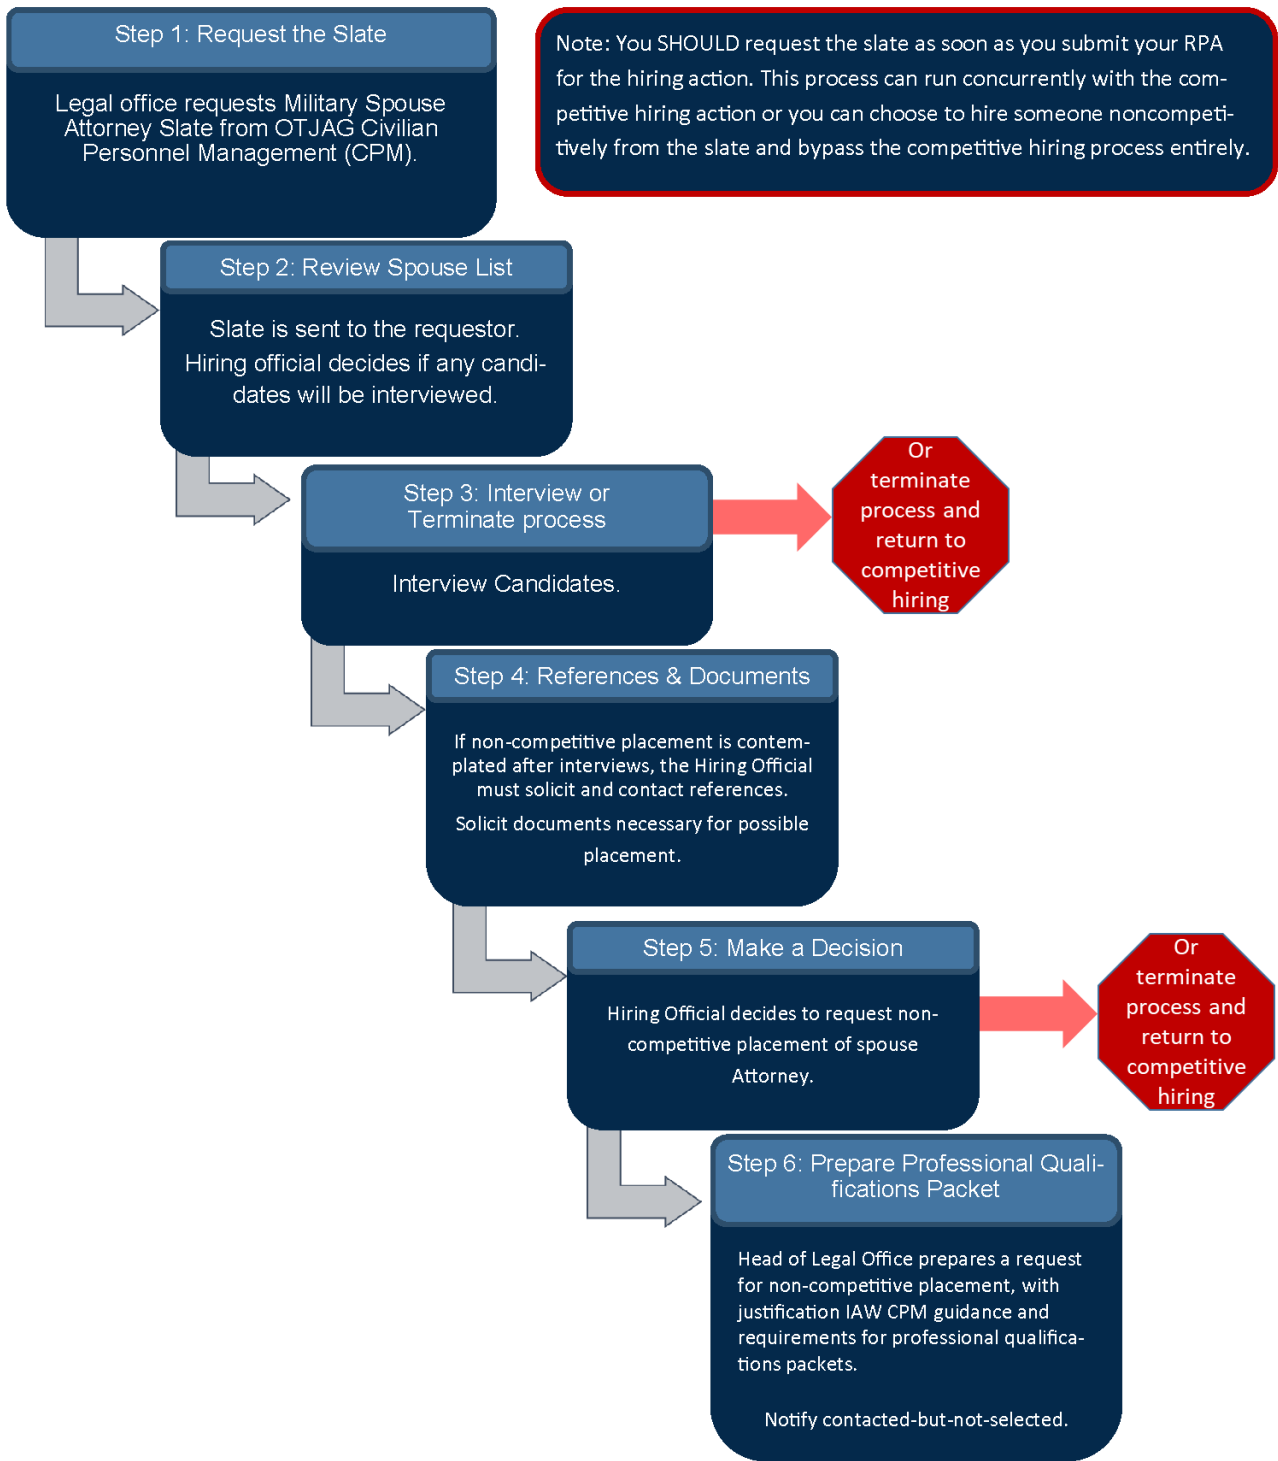 Step 1: Request the Slate
Legal office requests Military Spouse
Attorney Slate from OTJAG Civilian
Personnel Management (CPM).
Note: You SHOULD request the slate as soon as you submit your RPA
for the hiring action. This process can run concurrently with the com-
petitive hiring action or you can choose to hire someone noncompeti-
tively from the slate and bypass the competitive hiring process entirely.
Step 2: Review Spouse List
Slate is sent to the requestor.
Hiring official decides if any candi-
dates will be interviewed.
Step 3: Interview or
Terminate process
Interview Candidates.
Or
terminate
process and
return to
competitive
hiring
Step 4: References & Documents
If non-competitive placement is contem-
plated after interviews, the Hiring Official
must solicit and contact references.
Solicit documents necessary for possible
placement.
Step 5: Make a Decision
Hiring Official decides to request non-
competitive placement of spouse
Attorney.
Or
terminate
process and
return to
competitive
hiring
Step 6: Prepare Professional Quali-
fications Packet
Head of Legal Office prepares a request
for non-competitive placement, with
justification IAW CPM guidance and
requirements for professional qualifica-
tions packets.
Notify contacted-but-not-selected.